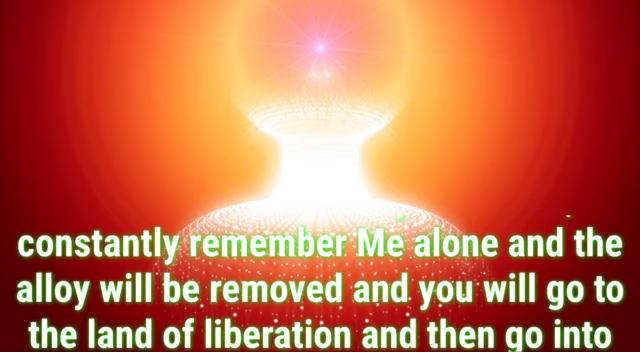 constantly remember Me alone and the
alloy will be removed and you will go to
the land of liberation and then go into